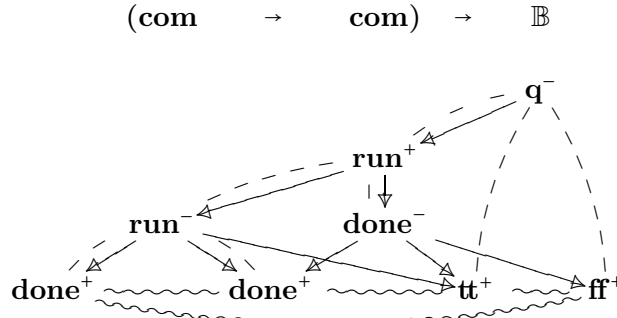 (com → com) → 𝔹
q⁻
run⁺
run⁻ done⁻
done⁺ done⁺ tt⁺ ff⁺